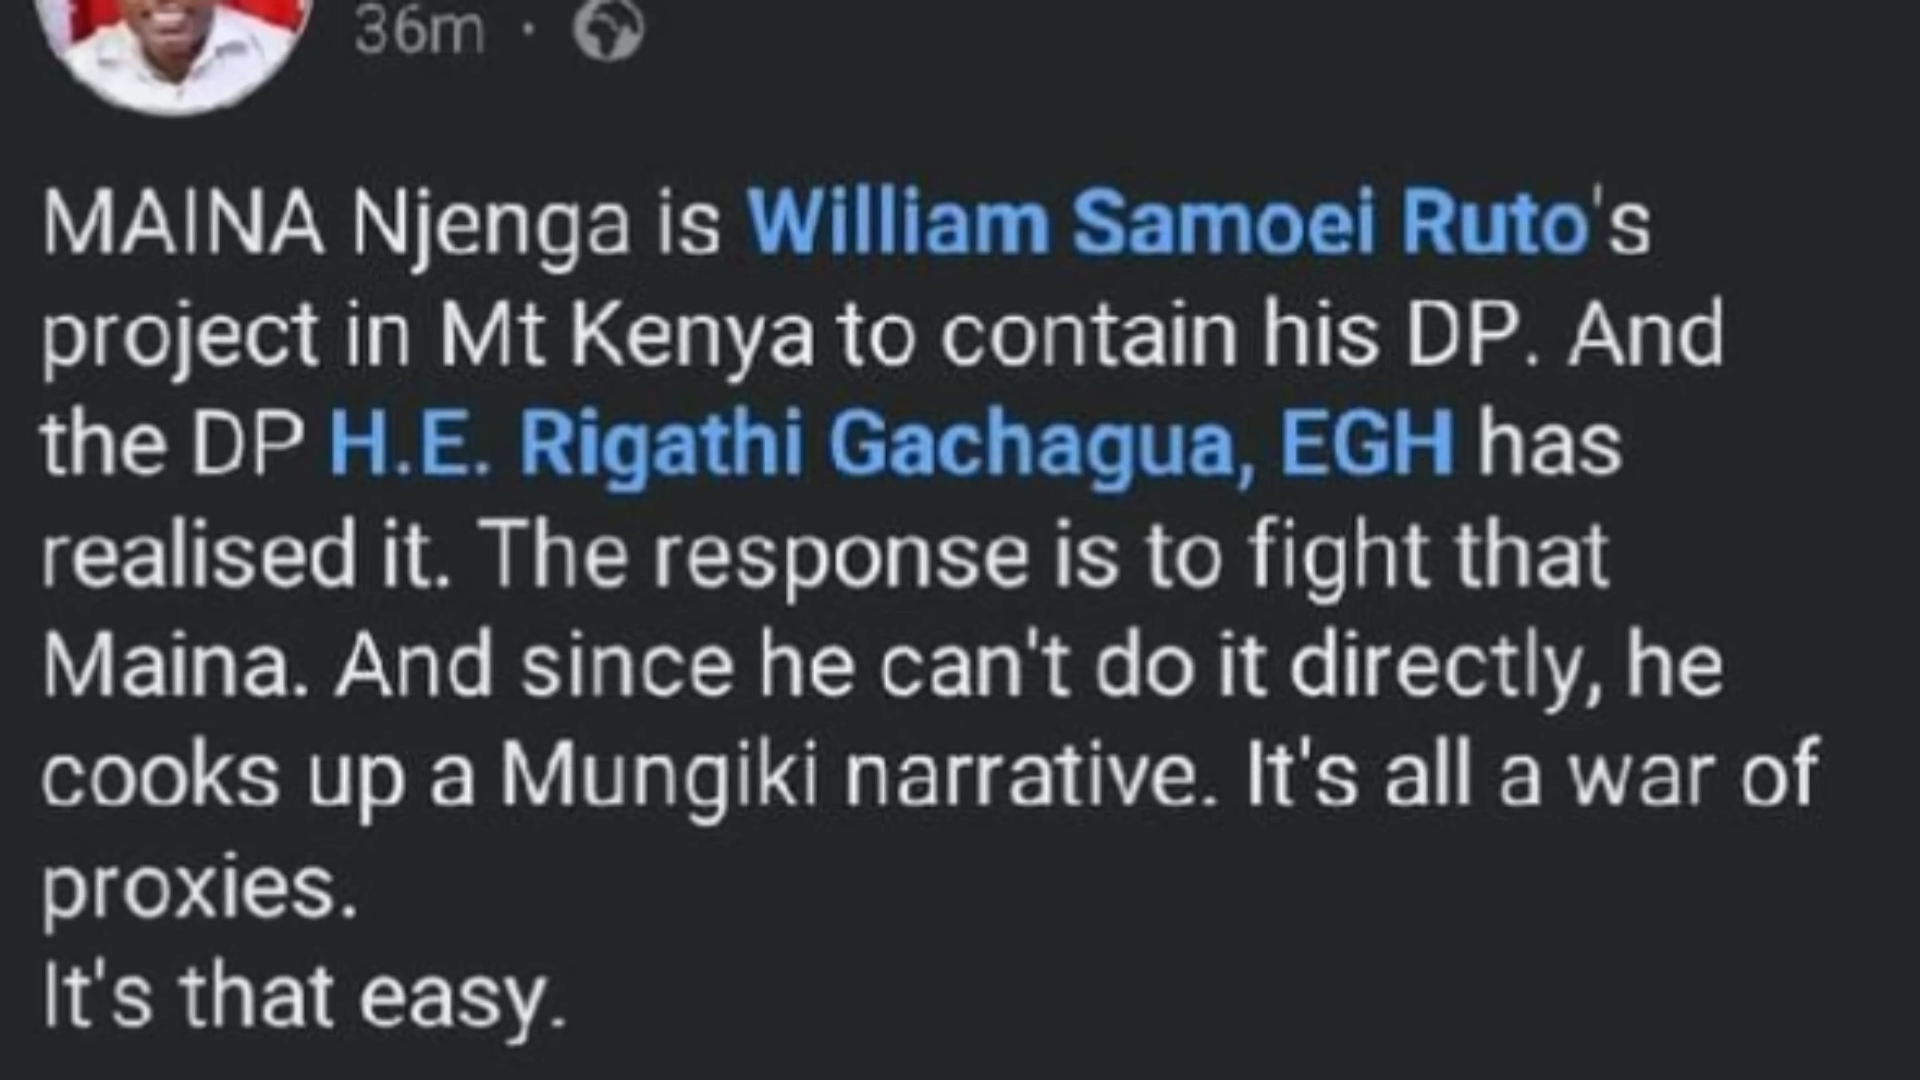 36m ·
MAINA Njenga is William Samoei Ruto's
project in Mt Kenya to contain his DP. And
the DP H.E. Rigathi Gachagua, EGH has
realised it. The response is to fight that
Maina. And since he can't do it directly, he
cooks up a Mungiki narrative. It's all a war of
proxies.
It's that easy.